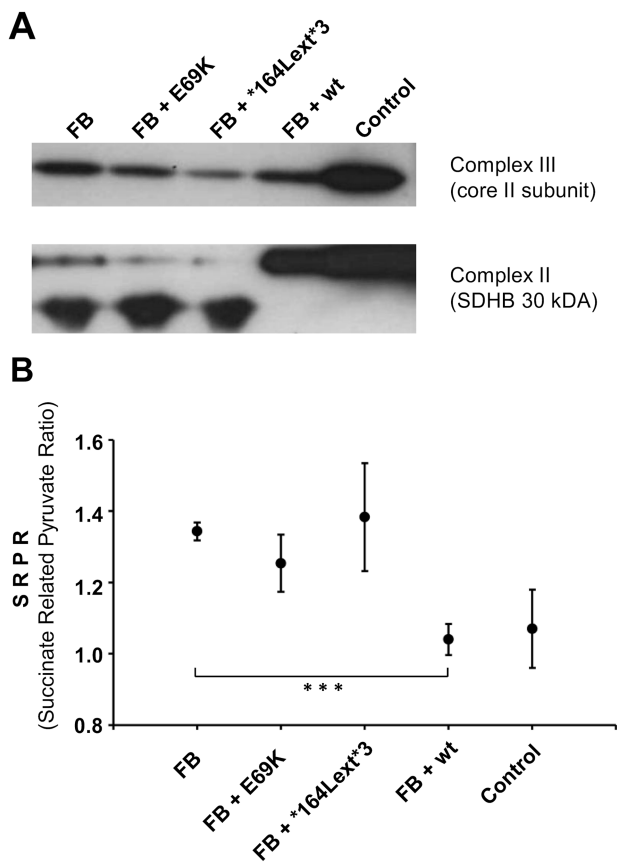 A
FB
FB + E69K
FB + *164Lext*3
FB + wt
Control
Complex III
(core II subunit)
Complex II
(SDHB 30 kDA)
B
S R P R
(Succinate Related Pyruvate Ratio)
1.6
1.4
1.2
1.0
0.8
***
FB
FB + E69K
FB + *164Lext*3
FB + wt
Control